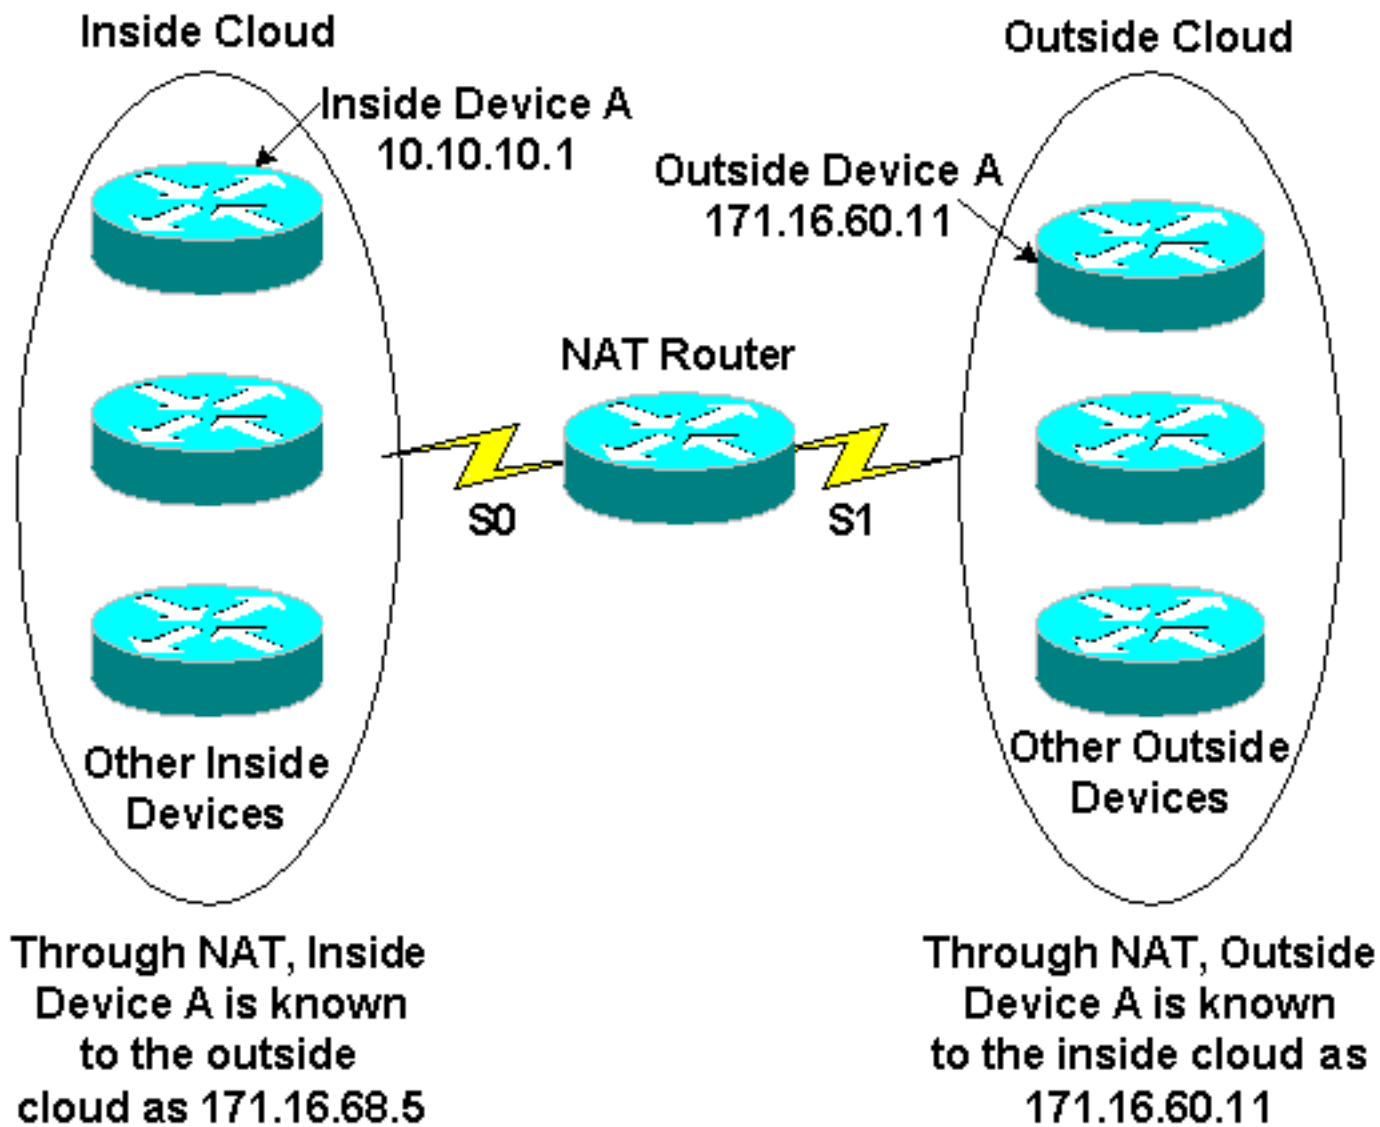 Inside Cloud
Outside Cloud
Inside Device A
10.10.10.1
Outside Device A
171.16.60.11
NAT Router
S0
S1
Other Inside
Devices
Other Outside
Devices
Through NAT, Inside
Device A is known
to the outside
cloud as 171.16.68.5
Through NAT, Outside
Device A is known
to the inside cloud as
171.16.60.11